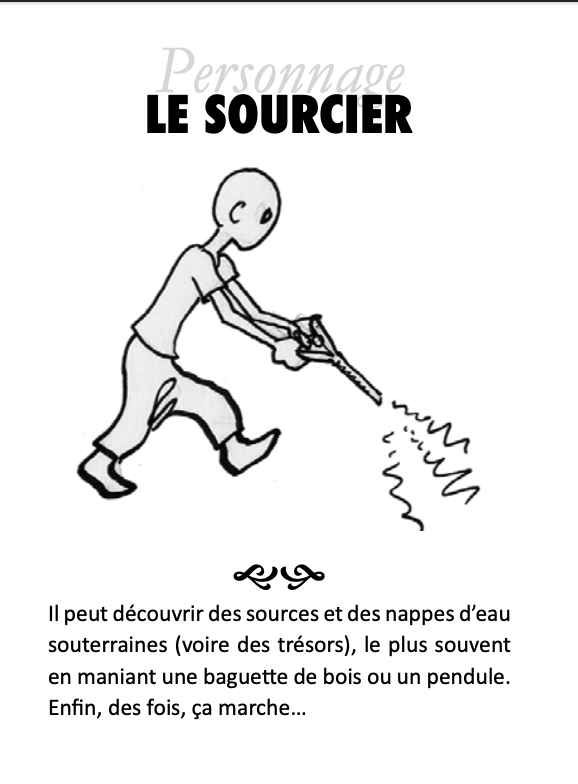 Personnage
LE SOURCIER
Il peut découvrir des sources et des nappes d’eau
souterraines (voire des trésors), le plus souvent
en maniant une baguette de bois ou un pendule.
Enfin, des fois, ça marche…